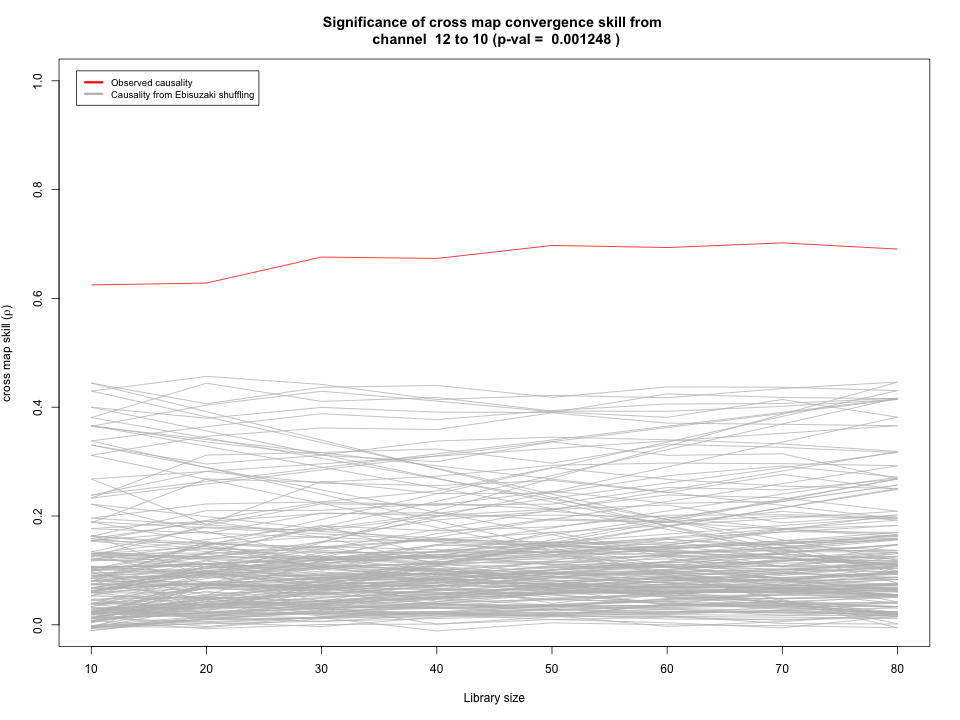 Significance of cross map convergence skill from
channel  12 to 10 (p-val =  0.001248 )
Observed causality
Causality from Ebisuzaki shuffling
cross map skill (ρ)
1.0
0.8
0.6
0.4
0.2
0.0
10 20 30 40 50 60 70 80
Library size